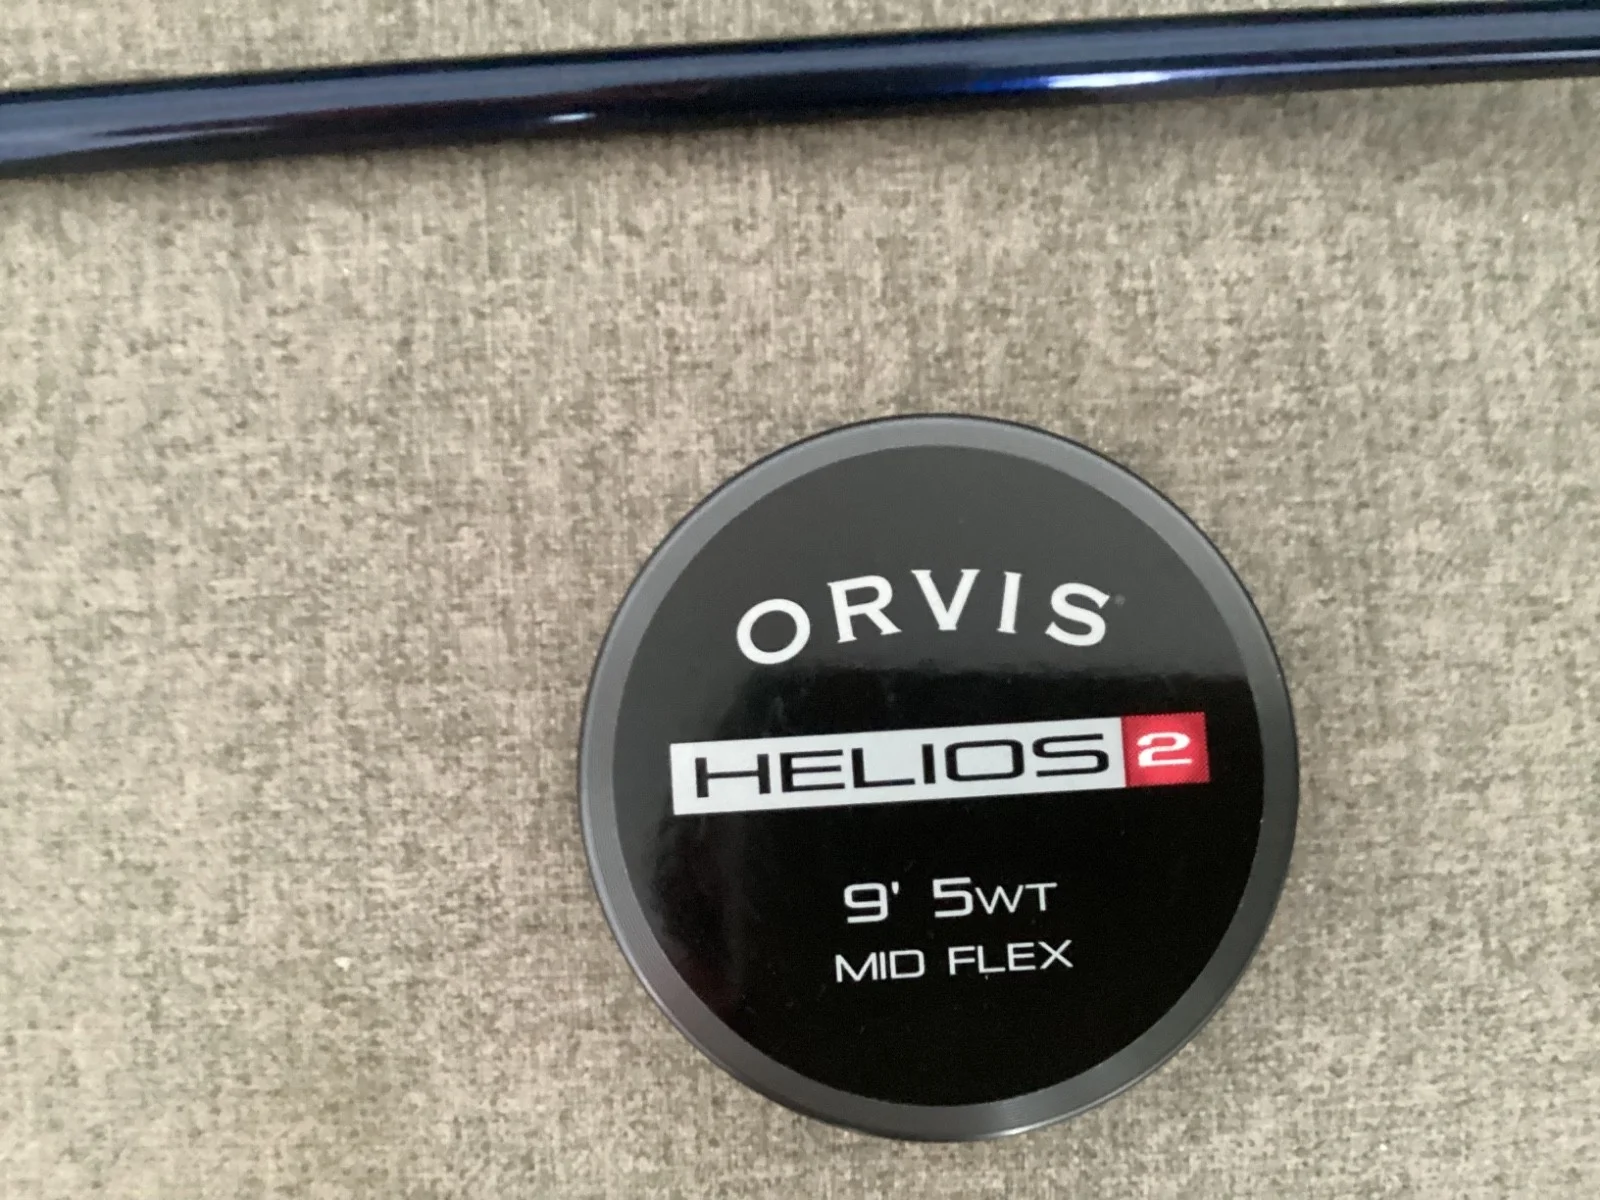 ORVIS
HELIOS 2
9' 5WT
MID FLEX